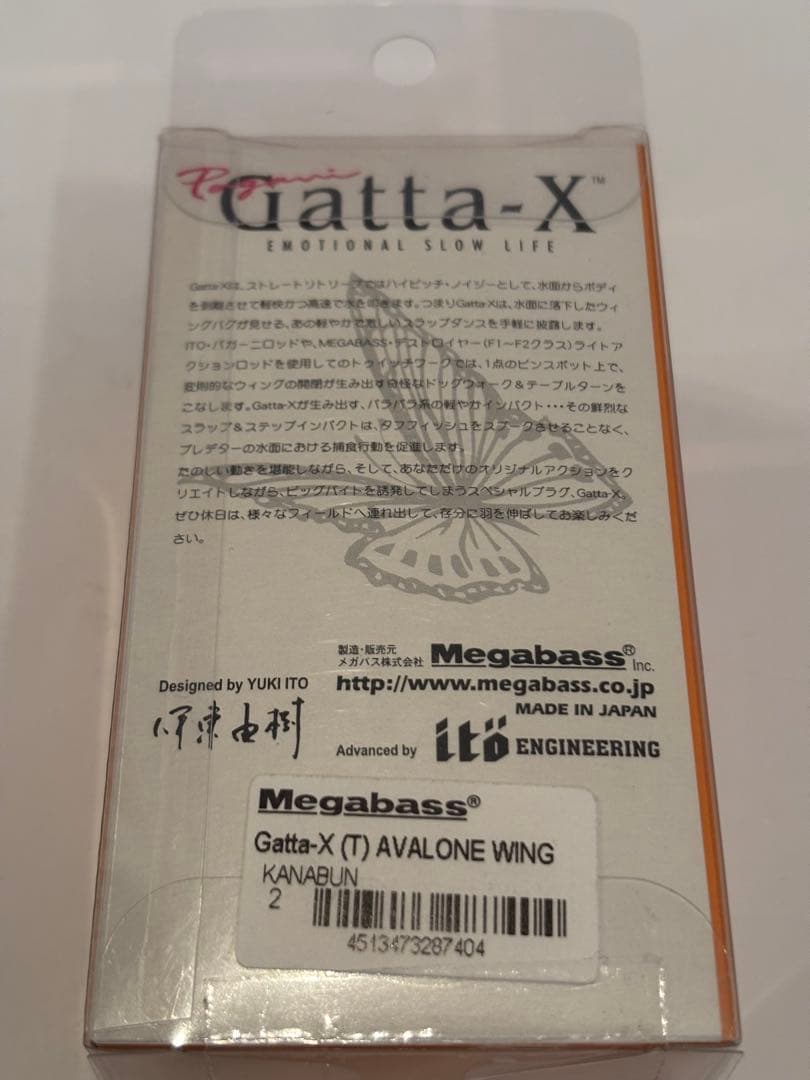 Pagani
Gatta-X™
EMOTIONAL SLOW LIFE
Gatta-Xは、ストレートリトリーブではハイピッチ・ノイジーとして、水面からボディ
を剥離させて軽快かつ高速で水を叩きます。つまりGatta-Xは、水面に落下したウィ
ングバグが見せる、あの軽やかで激しいスラップダンスを手軽に披露します。
ITO・パガーニロッドや、MEGABASS・デストロイヤー(F1〜F2クラス)ライトア
クションロッドを使用してのトゥイッチワークでは、1点のピンスポット上で、
変則的なウィングの開閉が生み出す奇怪なドッグウォーク&テーブルターンを
こなします。Gatta-Xが生み出す、パラパラ系の軽やかインパクト・・・その鮮烈な
スラップ&ステップインパクトは、タフフィッシュをスプークさせることなく、
プレデターの水面における捕食行動を促進します。
たのしい動きを堪能しながら、そして、あなただけのオリジナルアクションをク
リエイトしながら、ビッグバイトを誘発してしまうスペシャルプラグ、Gatta-X。
ぜひ休日は、様々なフィールドへ連れ出して、存分に羽を伸ばしてお楽しみくだ
さい。
製造・販売元
メガバス株式会社 Megabass® Inc.
Designed by YUKI ITO http://www.megabass.co.jp
伊東由樹
MADE IN JAPAN
Advanced by itö ENGINEERING
Megabass®
Gatta-X (T) AVALONE WING
KANABUN
2
4513473287404